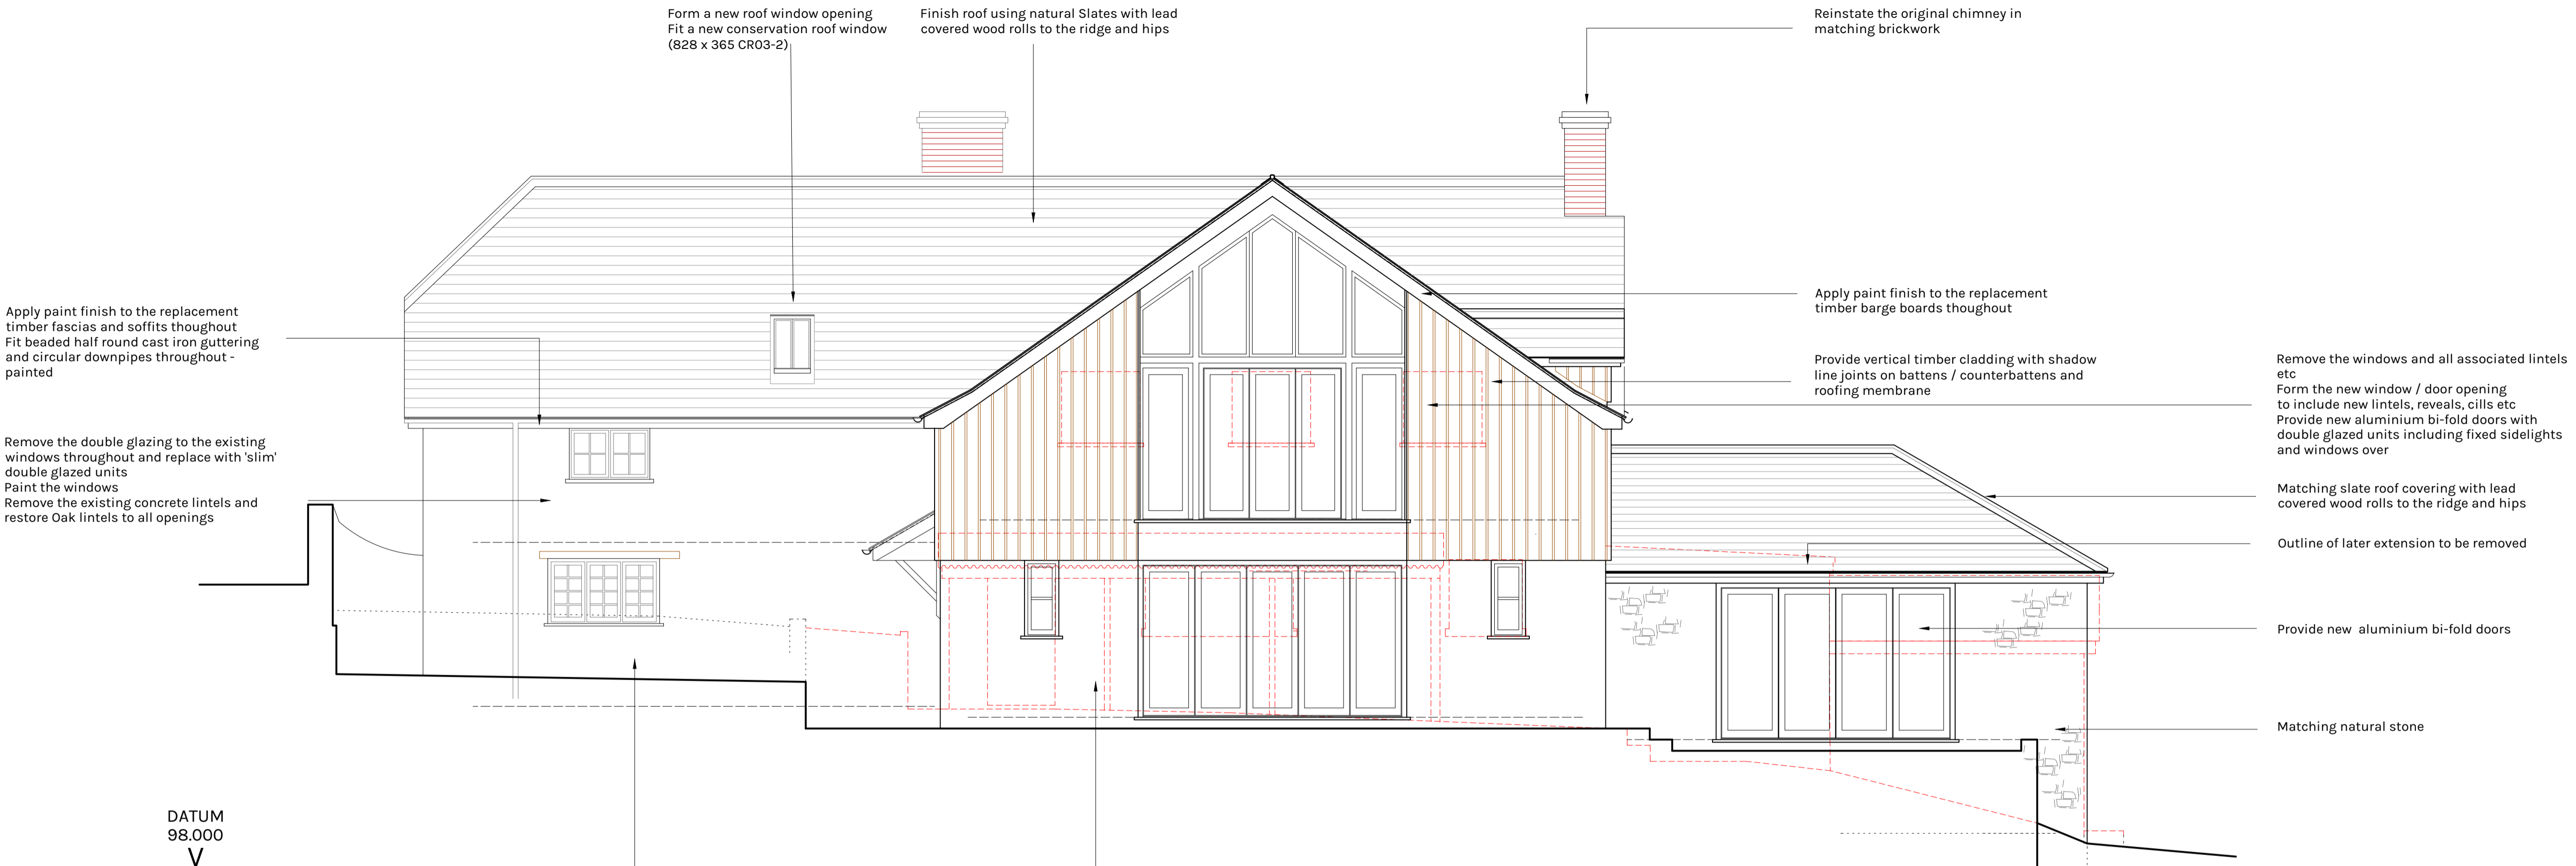 Form a new roof window opening
Fit a new conservation roof window
(828 x 365 CR03-2)
Finish roof using natural Slates with lead
covered wood rolls to the ridge and hips
Reinstate the original chimney in
matching brickwork
Apply paint finish to the replacement
timber fascias and soffits thoughout
Fit beaded half round cast iron guttering
and circular downpipes throughout -
painted
Remove the double glazing to the existing
windows throughout and replace with 'slim'
double glazed units
Paint the windows
Remove the existing concrete lintels and
restore Oak lintels to all openings
Apply paint finish to the replacement
timber barge boards thoughout
Provide vertical timber cladding with shadow
line joints on battens / counterbattens and
roofing membrane
Remove the windows and all associated lintels
etc
Form the new window / door opening
to include new lintels, reveals, cills etc
Provide new aluminium bi-fold doors with
double glazed units including fixed sidelights
and windows over
Matching slate roof covering with lead
covered wood rolls to the ridge and hips
Outline of later extension to be removed
Provide new  aluminium bi-fold doors
Matching natural stone
DATUM
98.000
V